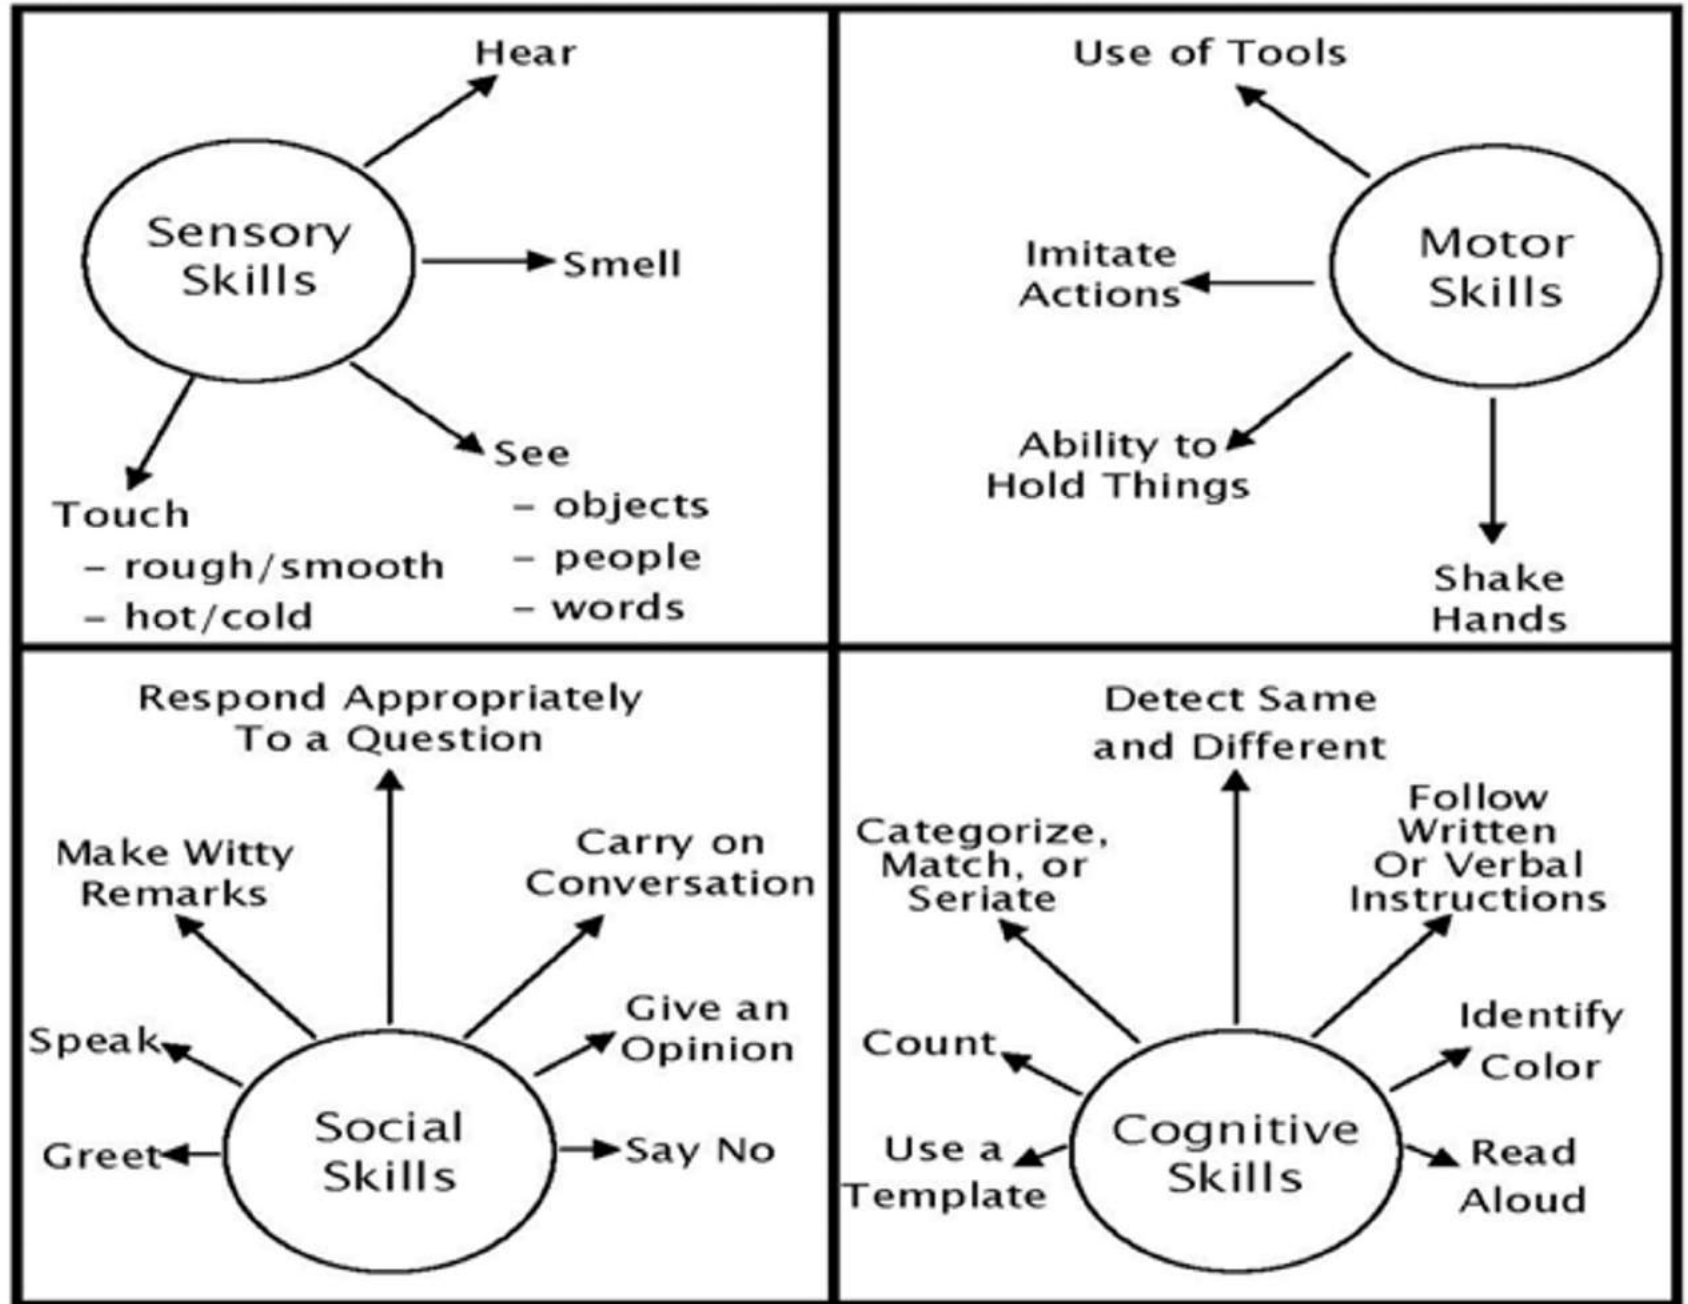 Hear
Sensory
Skills
Smell
See
– objects
– people
– words
Touch
– rough/smooth
– hot/cold
Use of Tools
Motor
Skills
Imitate
Actions
Ability to
Hold Things
Shake
Hands
Respond Appropriately
To a Question
Make Witty
Remarks
Carry on
Conversation
Speak
Give an
Opinion
Greet
Social
Skills
Say No
Detect Same
and Different
Categorize,
Match, or
Seriate
Follow
Written
Or Verbal
Instructions
Count
Identify
Color
Use a
Template
Cognitive
Skills
Read
Aloud